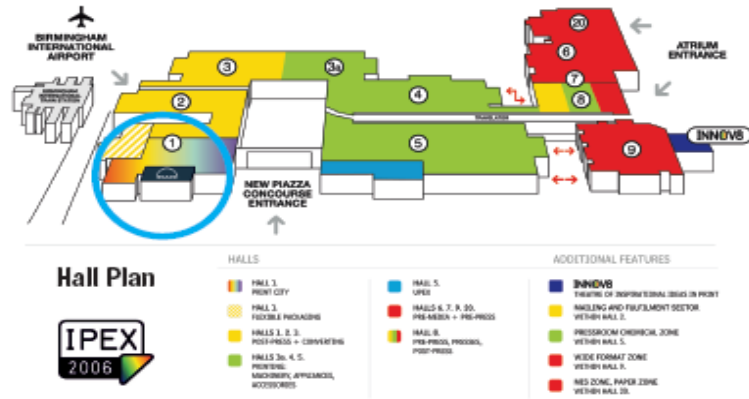 BIRMINGHAM
INTERNATIONAL
AIRPORT
BIRMINGHAM
INTERNATIONAL
TRAIN STATION
20
6
ATRIUM
ENTRANCE
3
3a
7
4
8
2
TRANSLATOR
1
5
9
INNOV8
NEW PIAZZA
CONCOURSE
ENTRANCE
Hall Plan
IPEX
2006
HALLS
HALL 1.
PRINT CITY
HALL 1.
FLEXIBLE PACKAGING
HALLS 1. 2. 3.
POST-PRESS + CONVERTING
HALLS 3a. 4. 5.
PRINTING:
MACHINERY, APPLIANCES,
ACCESSORIES
HALL 5.
UPEX
HALLS 6. 7. 9. 20.
PRE-MEDIA + PRE-PRESS
HALL 8.
PRE-PRESS, PRESSES,
POST-PRESS
ADDITIONAL FEATURES
INNOV8
THEATRE OF INSPIRATIONAL IDEAS IN PRINT
MAILING AND FULFILMENT SECTOR
WITHIN HALL 2.
PRESSROOM CHEMICAL ZONE
WITHIN HALL 5.
WIDE FORMAT ZONE
WITHIN HALL 9.
ZONE, PAPER ZONE
WITHIN HALL 20.